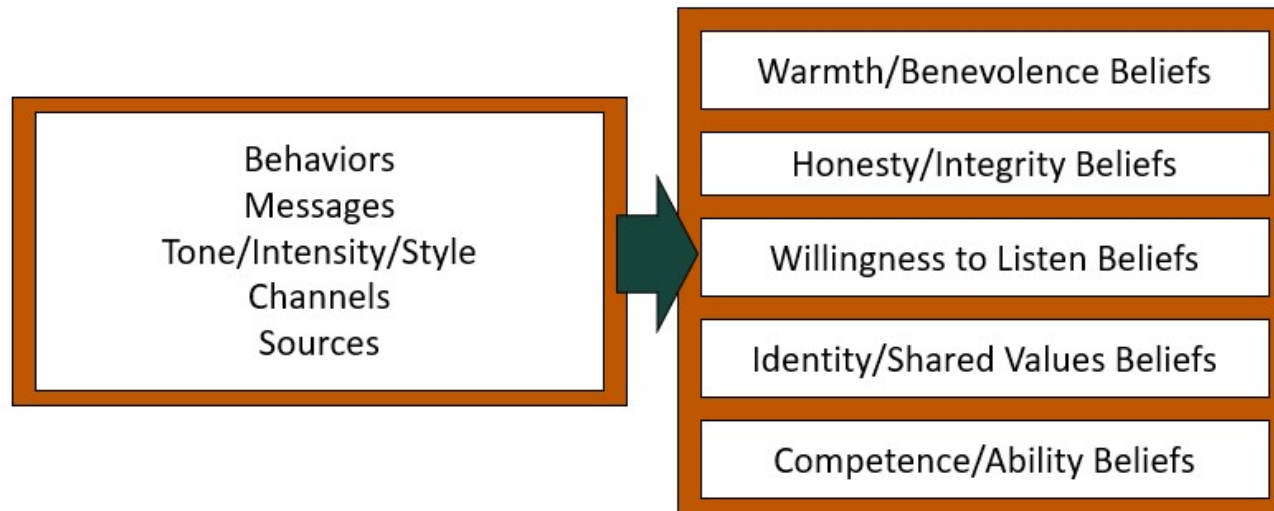 Behaviors
Messages
Tone/Intensity/Style
Channels
Sources
Warmth/Benevolence Beliefs
Honesty/Integrity Beliefs
Willingness to Listen Beliefs
Identity/Shared Values Beliefs
Competence/Ability Beliefs